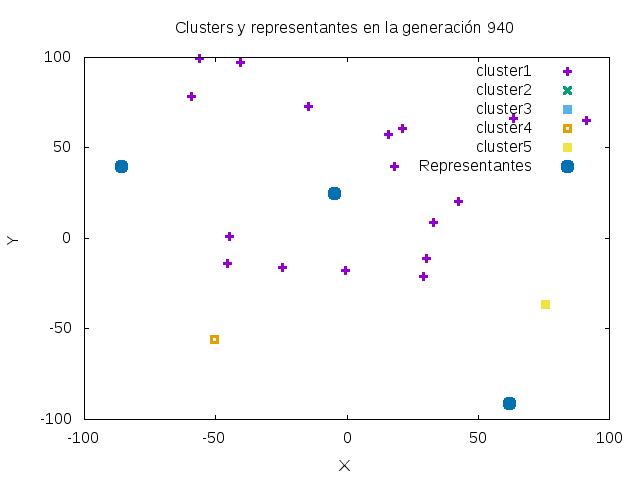 Clusters y representantes en la generación 940
100
50
0
-50
-100
-100 -50 0 50 100
Y
X
cluster1
cluster2
cluster3
cluster4
cluster5
Representantes